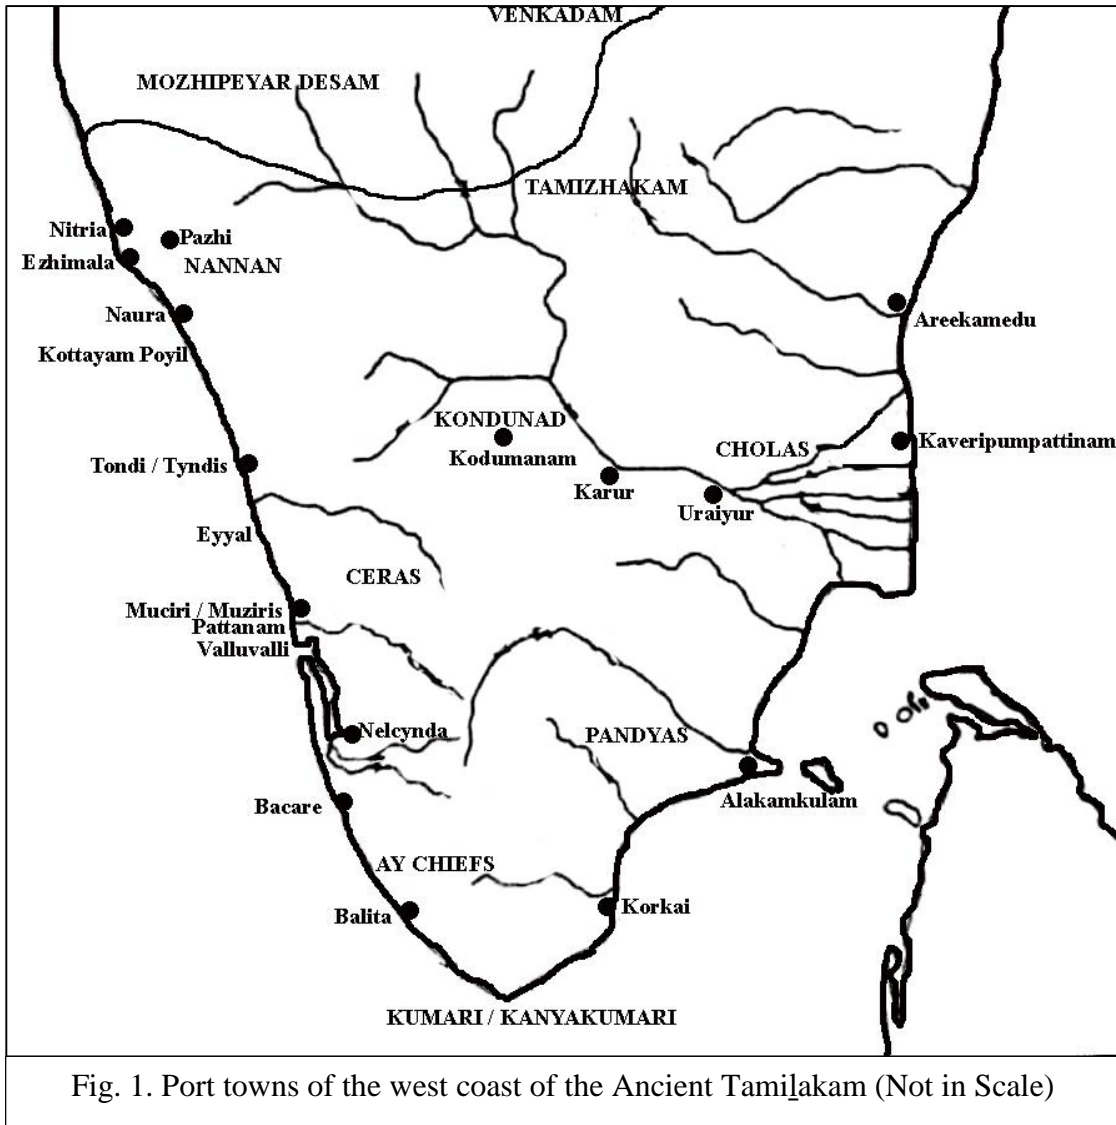 VENKADAM
MOZHIPEYAR DESAM
TAMIZHAKAM
Nitria
Pazhi
Ezhimala
NANNAN
Naura
Areekamedu
Kottayam Poyil
KONDUNAD
Kaveripumpattinam
CHOLAS
Kodumanam
Tondi / Tyndis
Karur
Uraiyur
Eyyal
CERAS
Muciri / Muziris
Pattanam
Valluvalli
Nelcynda
PANDYAS
Alakamkulam
Bacare
AY CHIEFS
Korkai
Balita
KUMARI / KANYAKUMARI
Fig. 1. Port towns of the west coast of the Ancient Tamiḻakam (Not in Scale)